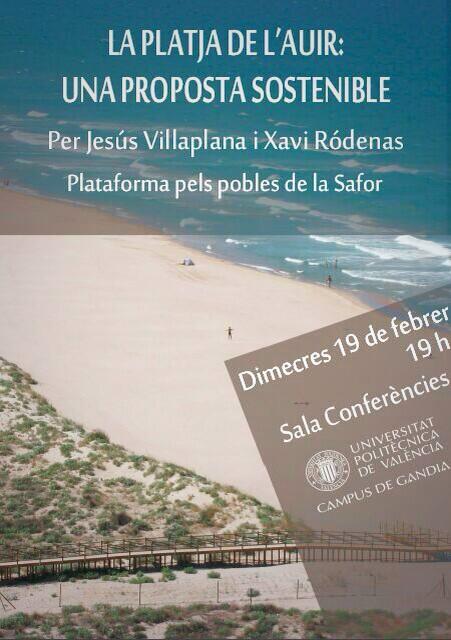 LA PLATJA DE L'AUIR:
UNA PROPOSTA SOSTENIBLE
Per Jesús Villaplana i Xavi Ródenas
Plataforma pels pobles de la Safor
Dimecres 19 de febrer
19 h
Sala Conferències
UNIVERSITAT
POLITÈCNICA
DE VALÈNCIA
CAMPUS DE GANDIA